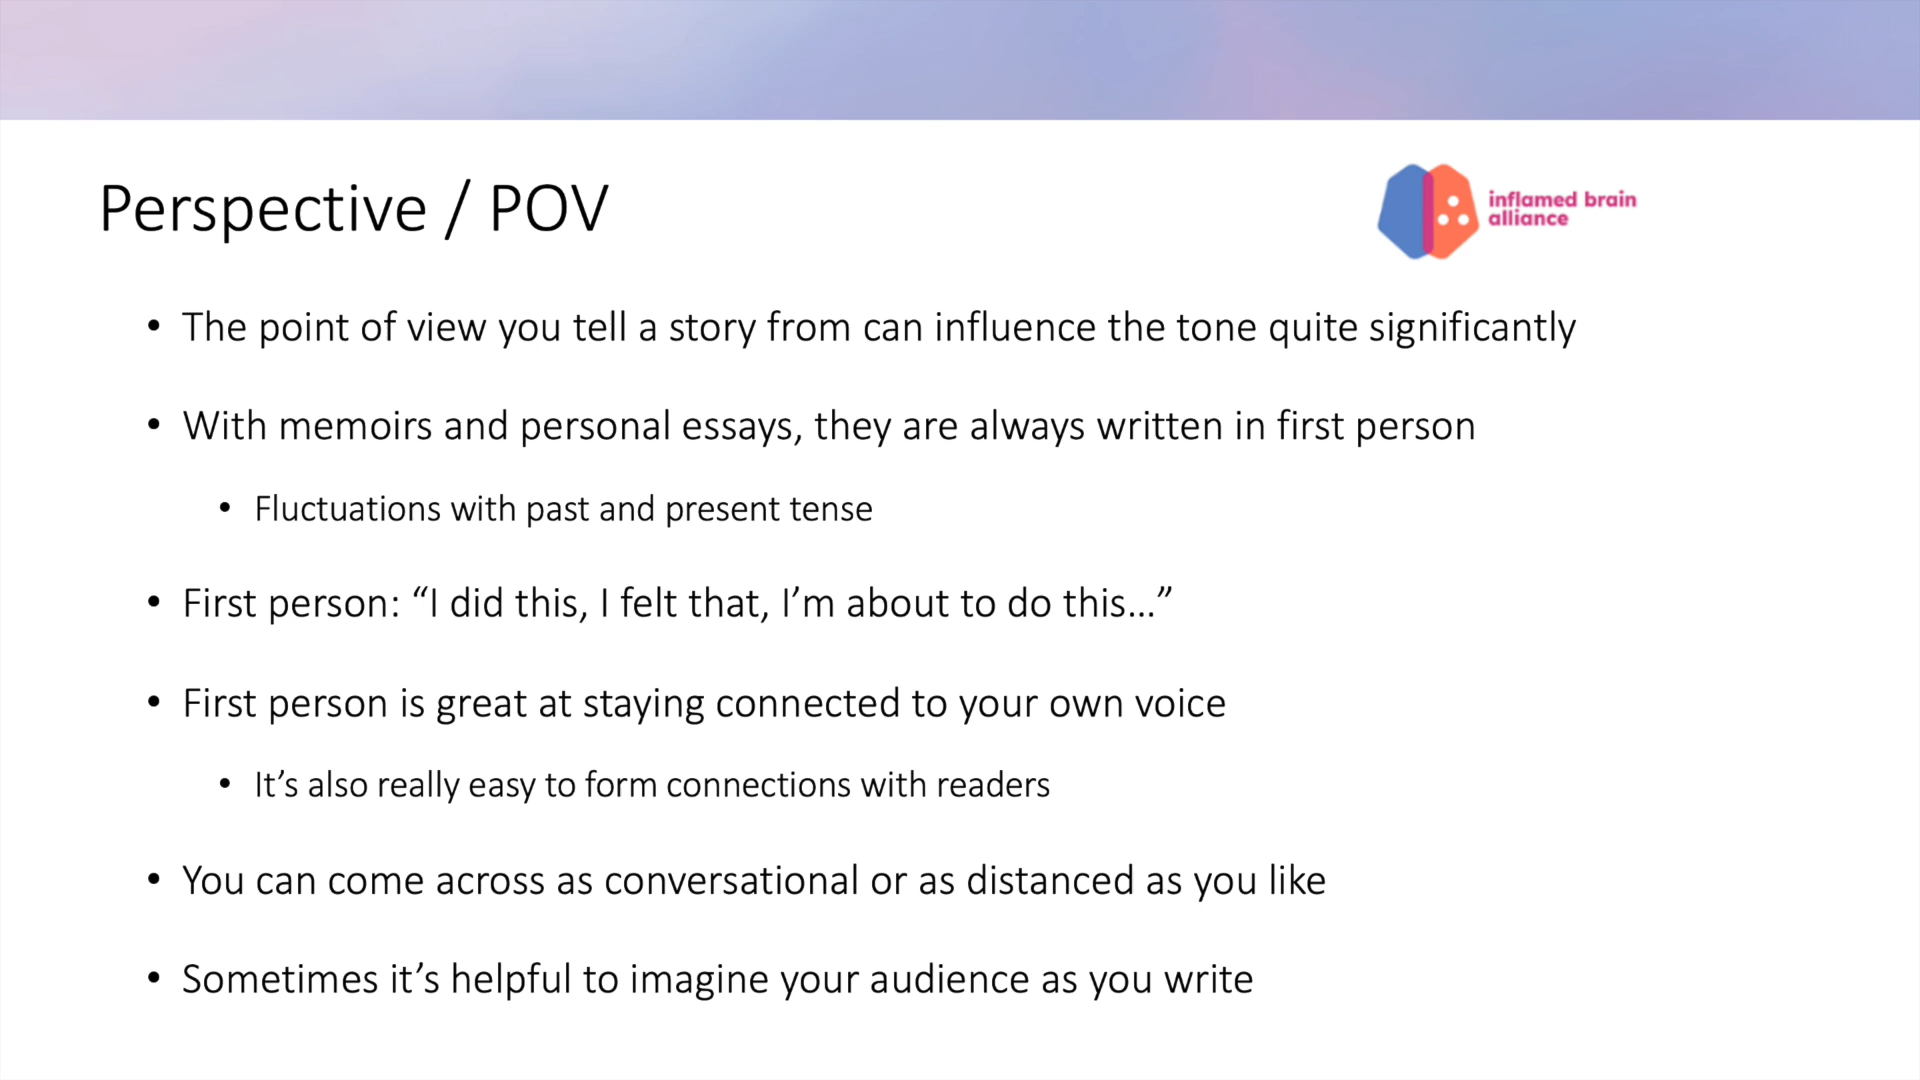 Perspective / POV
inflamed brain
alliance
• The point of view you tell a story from can influence the tone quite significantly
• With memoirs and personal essays, they are always written in first person
• Fluctuations with past and present tense
• First person: “I did this, I felt that, I’m about to do this…”
• First person is great at staying connected to your own voice
• It’s also really easy to form connections with readers
• You can come across as conversational or as distanced as you like
• Sometimes it’s helpful to imagine your audience as you write